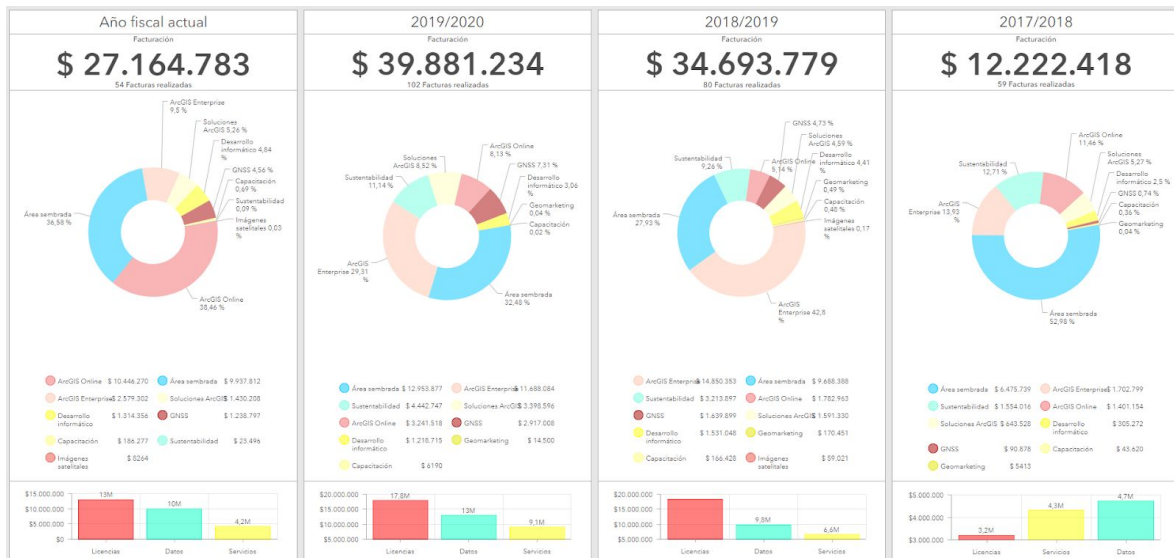 Año fiscal actual
Facturación
$ 27.164.783
54 Facturas realizadas
ArcGIS Enterprise
9,5 %
Soluciones
ArcGIS 5,26 %
Desarrollo
informático 4,84
%
GNSS 4,56 %
Capacitación
0,69 %
Sustentabilidad
0,09 %
Imágenes
satelitales 0,03
%
Área sembrada
36,58 %
ArcGIS Online
38,46 %
ArcGIS Online $ 10.446.270
Área sembrada $ 9.937.812
ArcGIS Enterprise $ 2.579.302
Soluciones ArcGIS $ 1.430.208
Desarrollo
informático
$ 1.314.356
GNSS $ 1.238.797
Capacitación $ 186.277
Sustentabilidad $ 23.496
Imágenes
satelitales
$ 8264
$15.000.000
$10.000.000
$5.000.000
$0
13M
10M
4,2M
Licencias
Datos
Servicios
2019/2020
Facturación
$ 39.881.234
102 Facturas realizadas
ArcGIS Online
8,13 %
Soluciones
ArcGIS 8,52 %
GNSS 7,31 %
Sustentabilidad
11,14 %
Desarrollo
informático 3,06
%
Geomarketing
0,04 %
Capacitación
0,02 %
ArcGIS
Enterprise 29,31
%
Área sembrada
32,48 %
Área sembrada $ 12.953.877
ArcGIS Enterprise $ 11.688.084
Sustentabilidad $ 4.442.747
Soluciones ArcGIS $ 3.398.596
ArcGIS Online $ 3.241.518
GNSS $ 2.917.008
Desarrollo
informático
$ 1.218.715
Geomarketing $ 14.500
Capacitación $ 6190
$20.000.000
$15.000.000
$10.000.000
$5.000.000
17,8M
13M
9,1M
Licencias
Datos
Servicios
2018/2019
Facturación
$ 34.693.779
80 Facturas realizadas
GNSS 4,73 %
Soluciones
ArcGIS 4,59 %
Sustentabilidad
9,26 %
ArcGIS Online
5,14 %
Desarrollo
informático 4,41
%
Geomarketing
0,49 %
Capacitación
0,48 %
Imágenes
satelitales 0,17
%
Área sembrada
27,93 %
ArcGIS
Enterprise 42,8
%
ArcGIS Enterprise $ 14.850.353
Área sembrada $ 9.688.388
Sustentabilidad $ 3.213.897
ArcGIS Online $ 1.782.963
GNSS $ 1.639.899
Soluciones ArcGIS $ 1.591.330
Desarrollo
informático
$ 1.531.048
Geomarketing $ 170.451
Capacitación $ 166.428
Imágenes
satelitales
$ 59.021
$20.000.000
$15.000.000
$10.000.000
$5.000.000
9,8M
6,6M
Licencias
Datos
Servicios
2017/2018
Facturación
$ 12.222.418
59 Facturas realizadas
ArcGIS Online
11,46 %
Sustentabilidad
12,71 %
Soluciones
ArcGIS 5,27 %
Desarrollo
informático 2,5 %
GNSS 0,74 %
Capacitación
0,36 %
Geomarketing
0,04 %
ArcGIS
Enterprise 13,93
%
Área sembrada
52,98 %
Área sembrada $ 6.475.739
ArcGIS Enterprise $ 1.702.799
Sustentabilidad $ 1.554.016
ArcGIS Online $ 1.401.154
Soluciones ArcGIS $ 643.528
Desarrollo
informático
$ 305.272
GNSS $ 90.878
Capacitación $ 43.620
Geomarketing $ 5413
$5.000.000
$4.000.000
$3.000.000
3,2M
4,3M
4,7M
Licencias
Servicios
Datos